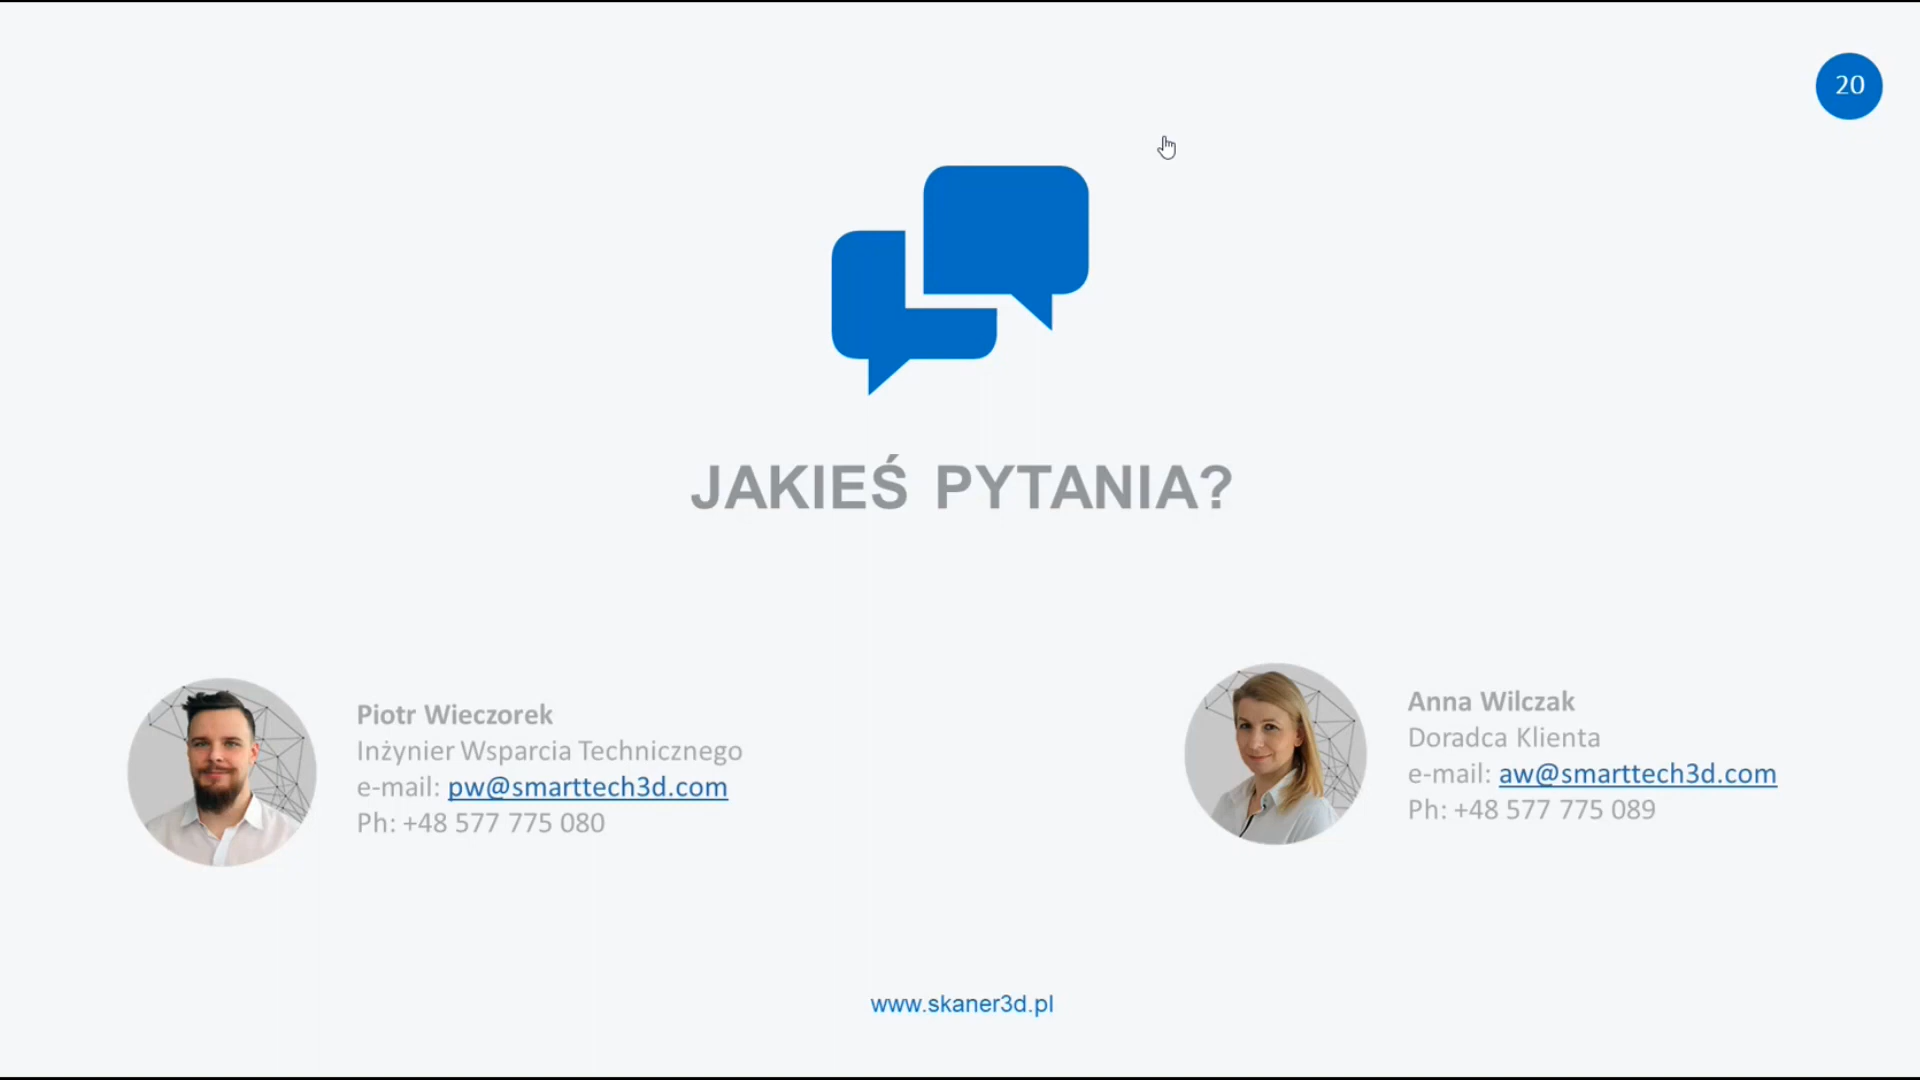 20
JAKIEŚ PYTANIA?
Piotr Wieczorek
Inżynier Wsparcia Technicznego
e-mail: pw@smarttech3d.com
Ph: +48 577 775 080
Anna Wilczak
Doradca Klienta
e-mail: aw@smarttech3d.com
Ph: +48 577 775 089
www.skaner3d.pl